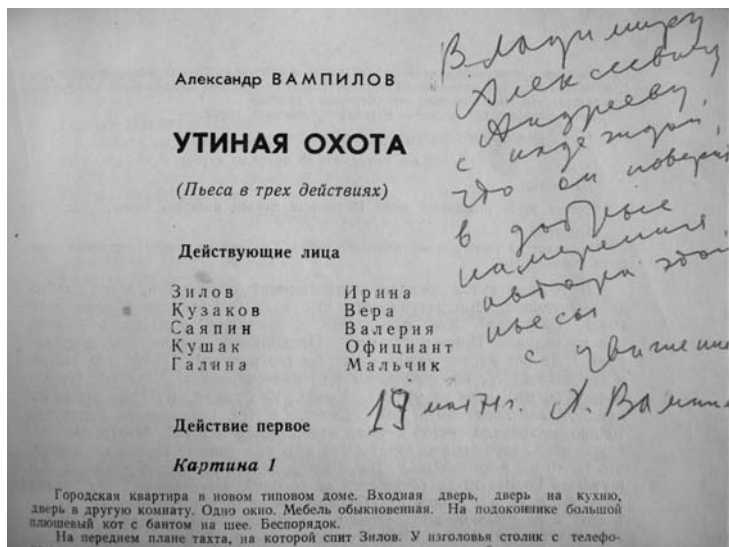 Александр ВАМПИЛОВ
УТИНАЯ ОХОТА
(Пьеса в трех действиях)
Действующие лица
Зилов Ирина
Кузаков Вера
Саяпин Валерия
Кушак Официант
Галина Мальчик
Действие первое
Картина 1
Городская квартира в новом типовом доме. Входная дверь, дверь на кухню,
дверь в другую комнату. Одно окно. Мебель обыкновенная. На подоконнике большой
плюшевый кот с бантом на шее. Беспорядок.
На переднем плане тахта, на которой спит Зилов. У изголовья столик с телефо-
Владимиру
Алексеевичу
Андрееву,
с надеждой,
что он поверит
в добрые
намерения
автора этой
пьесы
с уважением
19 мая 71г. А. Вампи